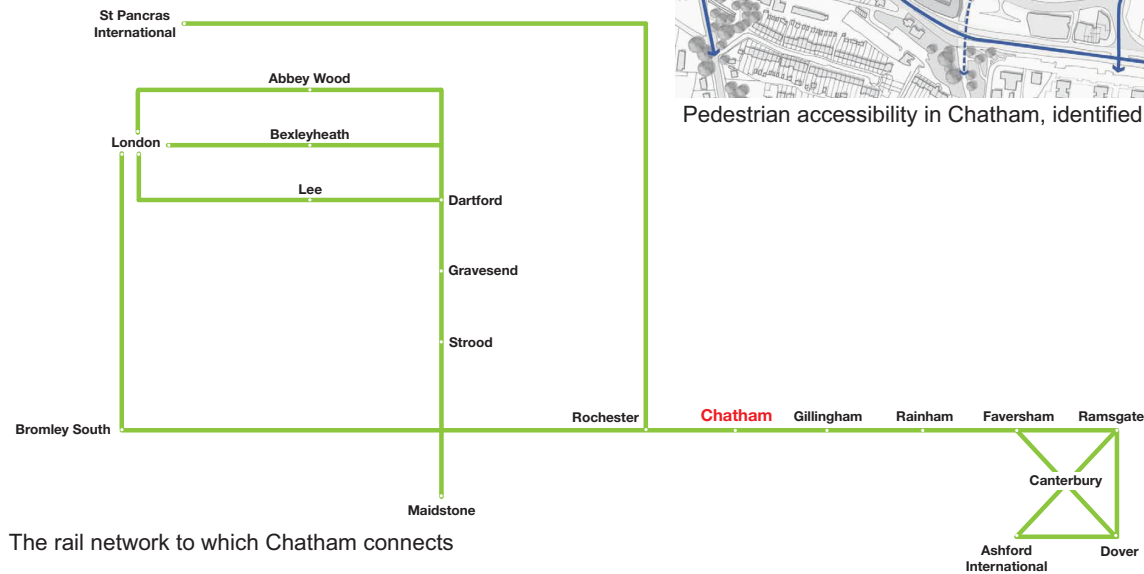 St Pancras
International
Pedestrian accessibility in Chatham, identified
Abbey Wood
London
Bexleyheath
Lee
Dartford
Gravesend
Strood
Bromley South
Rochester
Chatham
Gillingham
Rainham
Faversham
Ramsgate
Canterbury
Maidstone
The rail network to which Chatham connects
Ashford
International
Dover